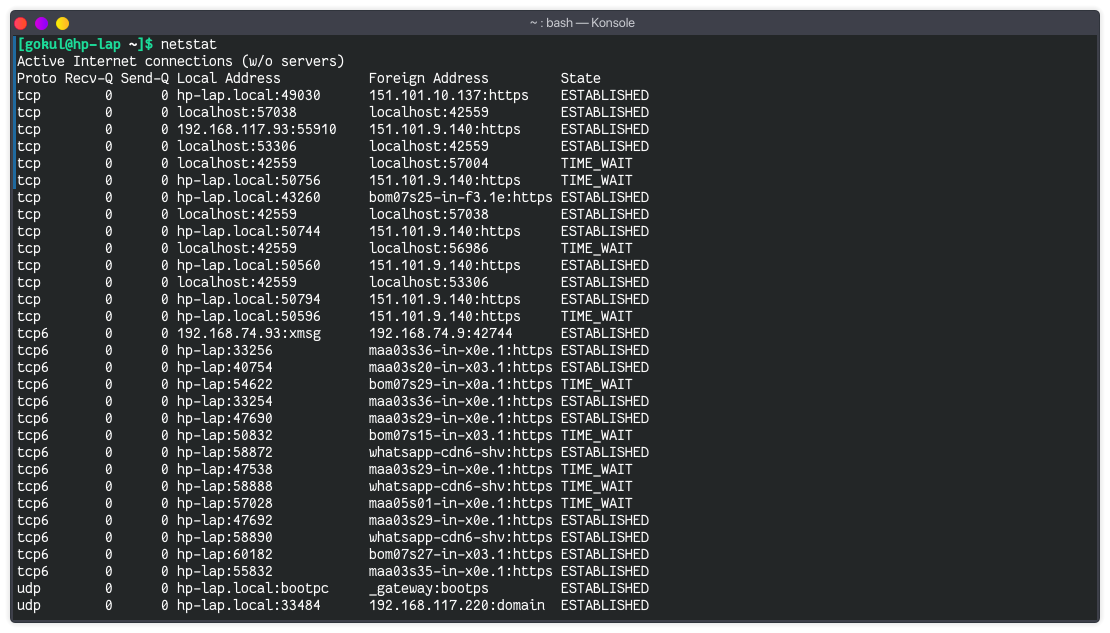 ~ : bash — Konsole
[gokul@hp-lap ~]$ netstat
Active Internet connections (w/o servers)
Proto Recv-Q Send-Q Local Address           Foreign Address         State
tcp        0      0 hp-lap.local:49030      151.101.10.137:https    ESTABLISHED
tcp        0      0 localhost:57038         localhost:42559         ESTABLISHED
tcp        0      0 192.168.117.93:55910    151.101.9.140:https     ESTABLISHED
tcp        0      0 localhost:53306         localhost:42559         ESTABLISHED
tcp        0      0 localhost:42559         localhost:57004         TIME_WAIT
tcp        0      0 hp-lap.local:50756      151.101.9.140:https     TIME_WAIT
tcp        0      0 hp-lap.local:43260      bom07s25-in-f3.1e:https ESTABLISHED
tcp        0      0 localhost:42559         localhost:57038         ESTABLISHED
tcp        0      0 hp-lap.local:50744      151.101.9.140:https     ESTABLISHED
tcp        0      0 localhost:42559         localhost:56986         TIME_WAIT
tcp        0      0 hp-lap.local:50560      151.101.9.140:https     ESTABLISHED
tcp        0      0 localhost:42559         localhost:53306         ESTABLISHED
tcp        0      0 hp-lap.local:50794      151.101.9.140:https     ESTABLISHED
tcp        0      0 hp-lap.local:50596      151.101.9.140:https     TIME_WAIT
tcp6       0      0 192.168.74.93:xmsg      192.168.74.9:42744      ESTABLISHED
tcp6       0      0 hp-lap:33256            maa03s36-in-x0e.1:https ESTABLISHED
tcp6       0      0 hp-lap:40754            maa03s20-in-x03.1:https ESTABLISHED
tcp6       0      0 hp-lap:54622            bom07s29-in-x0a.1:https TIME_WAIT
tcp6       0      0 hp-lap:33254            maa03s36-in-x0e.1:https ESTABLISHED
tcp6       0      0 hp-lap:47690            maa03s29-in-x0e.1:https ESTABLISHED
tcp6       0      0 hp-lap:50832            bom07s15-in-x03.1:https TIME_WAIT
tcp6       0      0 hp-lap:58872            whatsapp-cdn6-shv:https ESTABLISHED
tcp6       0      0 hp-lap:47538            maa03s29-in-x0e.1:https TIME_WAIT
tcp6       0      0 hp-lap:58888            whatsapp-cdn6-shv:https TIME_WAIT
tcp6       0      0 hp-lap:57028            maa05s01-in-x0e.1:https TIME_WAIT
tcp6       0      0 hp-lap:47692            maa03s29-in-x0e.1:https ESTABLISHED
tcp6       0      0 hp-lap:58890            whatsapp-cdn6-shv:https ESTABLISHED
tcp6       0      0 hp-lap:60182            bom07s27-in-x03.1:https ESTABLISHED
tcp6       0      0 hp-lap:55832            maa03s35-in-x0e.1:https ESTABLISHED
udp        0      0 hp-lap.local:bootpc     _gateway:bootps         ESTABLISHED
udp        0      0 hp-lap.local:33484      192.168.117.220:domain  ESTABLISHED